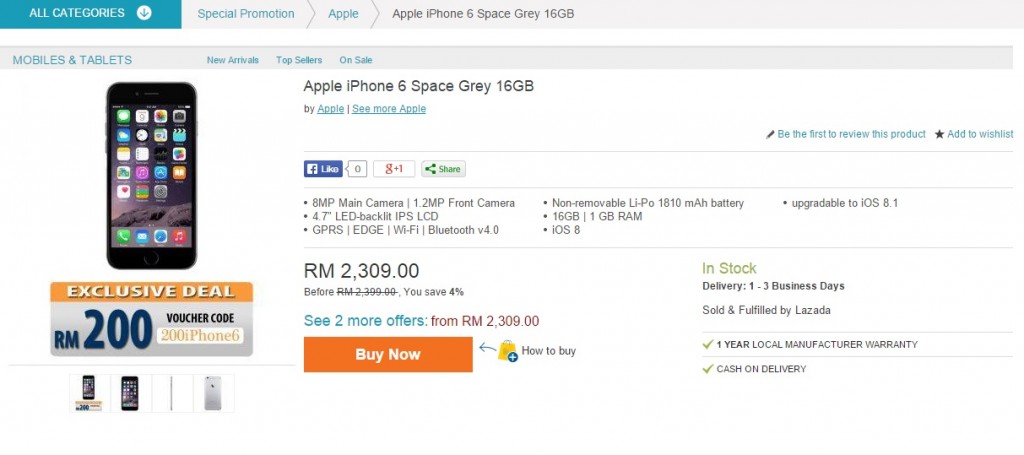 ALL CATEGORIES
Special Promotion
Apple
Apple iPhone 6 Space Grey 16GB
MOBILES & TABLETS
New Arrivals
Top Sellers
On Sale
Apple iPhone 6 Space Grey 16GB
by Apple | See more Apple
Be the first to review this product
Add to wishlist
Like
0
g+1
Share
• 8MP Main Camera | 1.2MP Front Camera
• 4.7" LED-backlit IPS LCD
• GPRS | EDGE | Wi-Fi | Bluetooth v4.0
• Non-removable Li-Po 1810 mAh battery
• 16GB | 1 GB RAM
• iOS 8
• upgradable to iOS 8.1
EXCLUSIVE DEAL
RM 200
VOUCHER CODE
200iPhone6
RM 2,309.00
Before RM 2,399.00 , You save 4%
See 2 more offers: from RM 2,309.00
Buy Now
How to buy
In Stock
Delivery: 1 - 3 Business Days
Sold & Fulfilled by Lazada
1 YEAR LOCAL MANUFACTURER WARRANTY
CASH ON DELIVERY